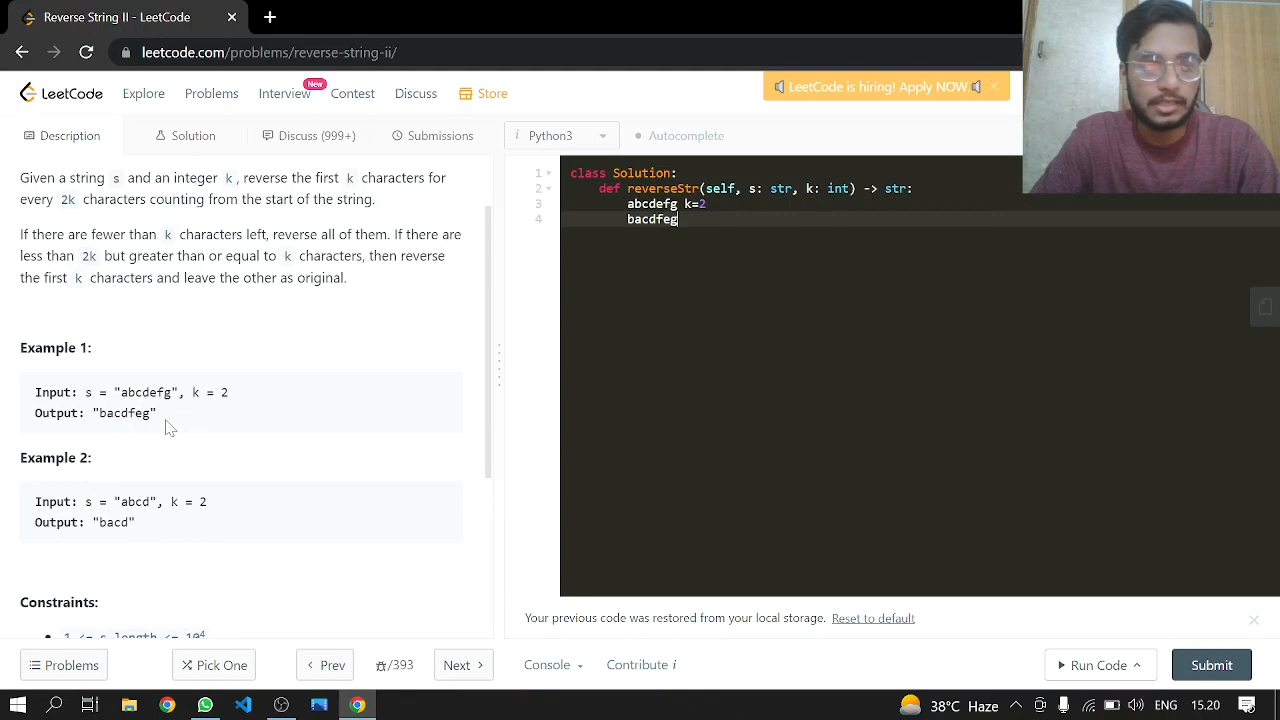 String II - LeetCode
leetcode.com/problems/reverse-string-ii/
LeetCode
Explore
Problems
Interview
New
Contest
Discuss
Store
LeetCode is hiring! Apply NOW.
Description
Solution
Discuss (999+)
Submissions
i Python3
Autocomplete
Given a string s and an integer k, reverse the first k characters for
every 2k characters counting from the start of the string.
If there are fewer than k characters left, reverse all of them. If there are
less than 2k but greater than or equal to k characters, then reverse
the first k characters and leave the other as original.
Example 1:
Input: s = "abcdefg", k = 2
Output: "bacdfeg"
Example 2:
Input: s = "abcd", k = 2
Output: "bacd"
Constraints:
1 <= s.length <= 10⁴
1 class Solution:
2 def reverseStr(self, s: str, k: int) -> str:
3 abcdefg k=2
4 bacdfeg
Your previous code was restored from your local storage. Reset to default
Problems
Pick One
Prev
/393
Next
Console
Contribute i
Run Code
Submit
38°C Haze
ENG
15.20